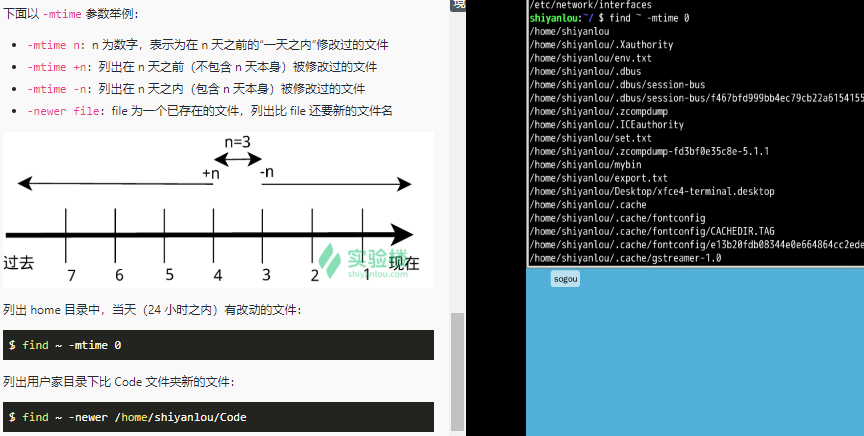 下面以 -mtime 参数举例：
-mtime n：n 为数字，表示为在 n 天之前的“一天之内”修改过的文件
-mtime +n：列出在 n 天之前（不包含 n 天本身）被修改过的文件
-mtime -n：列出在 n 天之内（包含 n 天本身）被修改过的文件
-newer file：file 为一个已存在的文件，列出比 file 还要新的文件名
n=3
+n
-n
过去
7
6
5
4
3
2
1
现在
实验楼
shiyanlou.com
列出 home 目录中，当天（24 小时之内）有改动的文件：
$ find ~ -mtime 0
列出用户家目录下比 Code 文件夹新的文件：
$ find ~ -newer /home/shiyanlou/Code
/etc/network/interfaces
shiyanlou:~/ $ find ~ -mtime 0
/home/shiyanlou
/home/shiyanlou/.Xauthority
/home/shiyanlou/env.txt
/home/shiyanlou/.dbus
/home/shiyanlou/.dbus/session-bus
/home/shiyanlou/.dbus/session-bus/f467bfd999bb4ec79cb22a6154155
/home/shiyanlou/.zcompdump
/home/shiyanlou/.ICEauthority
/home/shiyanlou/set.txt
/home/shiyanlou/.zcompdump-fd3bf0e35c8e-5.1.1
/home/shiyanlou/mybin
/home/shiyanlou/export.txt
/home/shiyanlou/Desktop/xfce4-terminal.desktop
/home/shiyanlou/.cache
/home/shiyanlou/.cache/fontconfig
/home/shiyanlou/.cache/fontconfig/CACHEDIR.TAG
/home/shiyanlou/.cache/fontconfig/e13b20fdb08344e0e664864cc2ede
/home/shiyanlou/.cache/gstreamer-1.0
sogou